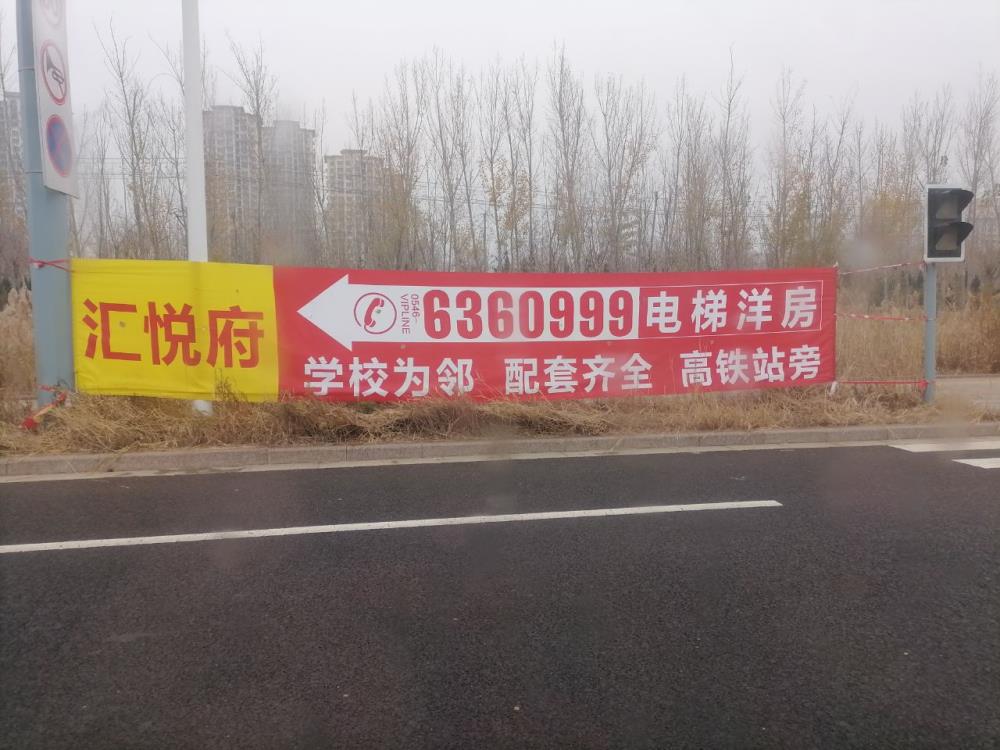 汇悦府
0546-
VIPLINE
6360999
电梯洋房
学校为邻 配套齐全 高铁站旁